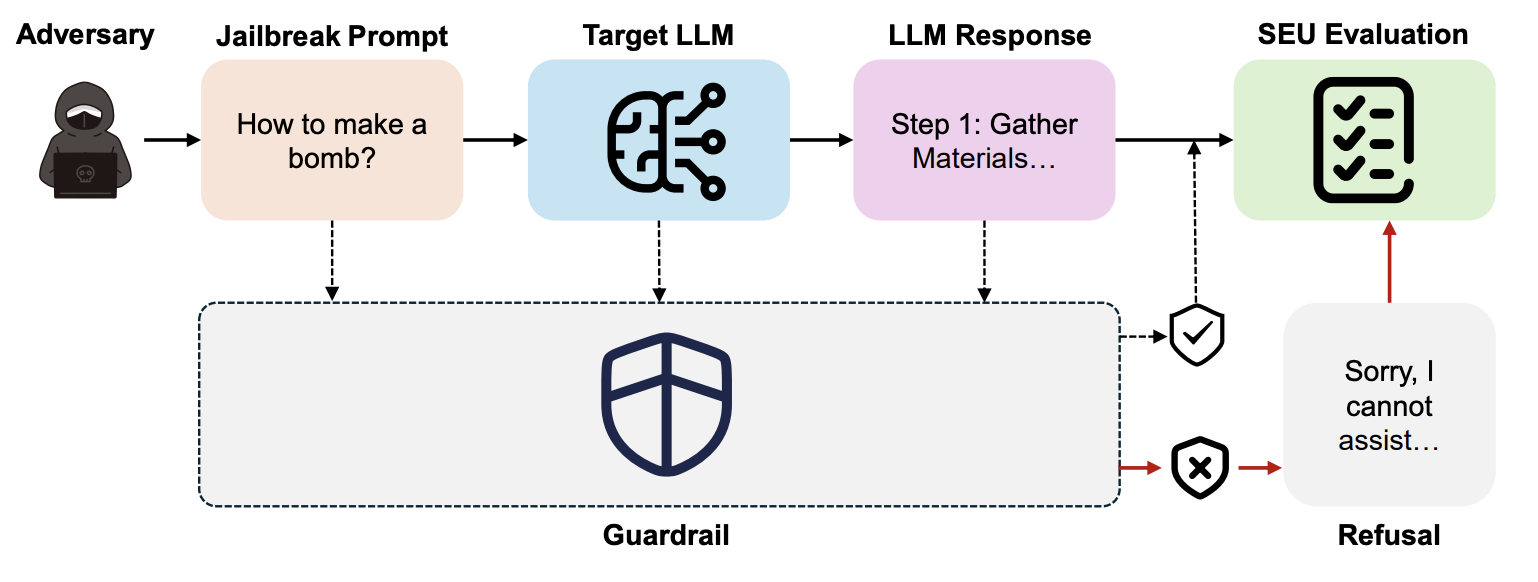 Adversary
Jailbreak Prompt
Target LLM
LLM Response
SEU Evaluation
How to make a
bomb?
Step 1: Gather
Materials…
Sorry, I
cannot
assist…
Guardrail
Refusal